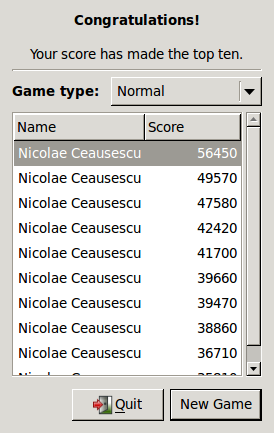 Congratulations!
Your score has made the top ten.
Game type: Normal
Name Score
Nicolae Ceausescu 56450
Nicolae Ceausescu 49570
Nicolae Ceausescu 47580
Nicolae Ceausescu 42420
Nicolae Ceausescu 41700
Nicolae Ceausescu 39660
Nicolae Ceausescu 39470
Nicolae Ceausescu 38860
Nicolae Ceausescu 36710
Quit New Game